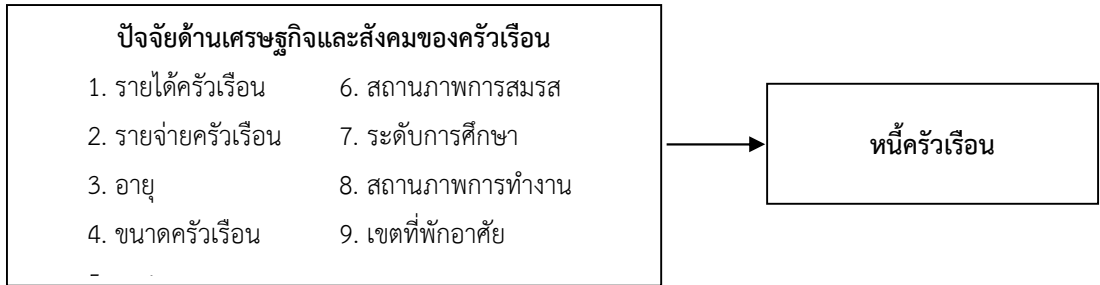 ปัจจัยด้านเศรษฐกิจและสังคมของครัวเรือน
1. รายได้ครัวเรือน
2. รายจ่ายครัวเรือน
3. อายุ
4. ขนาดครัวเรือน
6. สถานภาพการสมรส
7. ระดับการศึกษา
8. สถานภาพการทำงาน
9. เขตที่พักอาศัย
หนี้ครัวเรือน